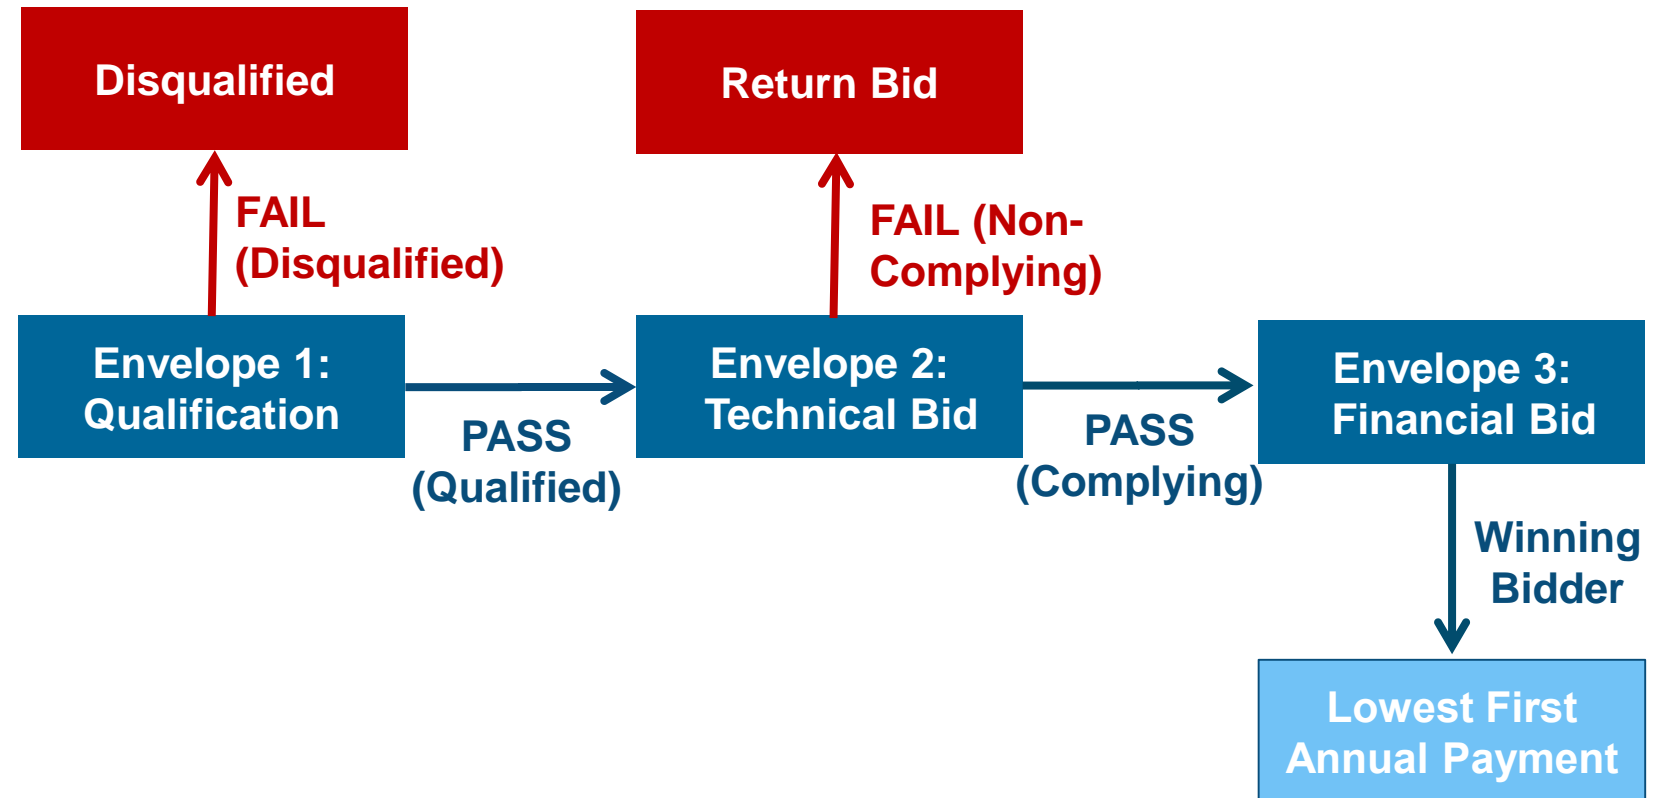 Disqualified
Return Bid
FAIL
(Disqualified)
FAIL (Non-
Complying)
Envelope 1:
Qualification
PASS
(Qualified)
Envelope 2:
Technical Bid
PASS
(Complying)
Envelope 3:
Financial Bid
Winning
Bidder
Lowest First
Annual Payment